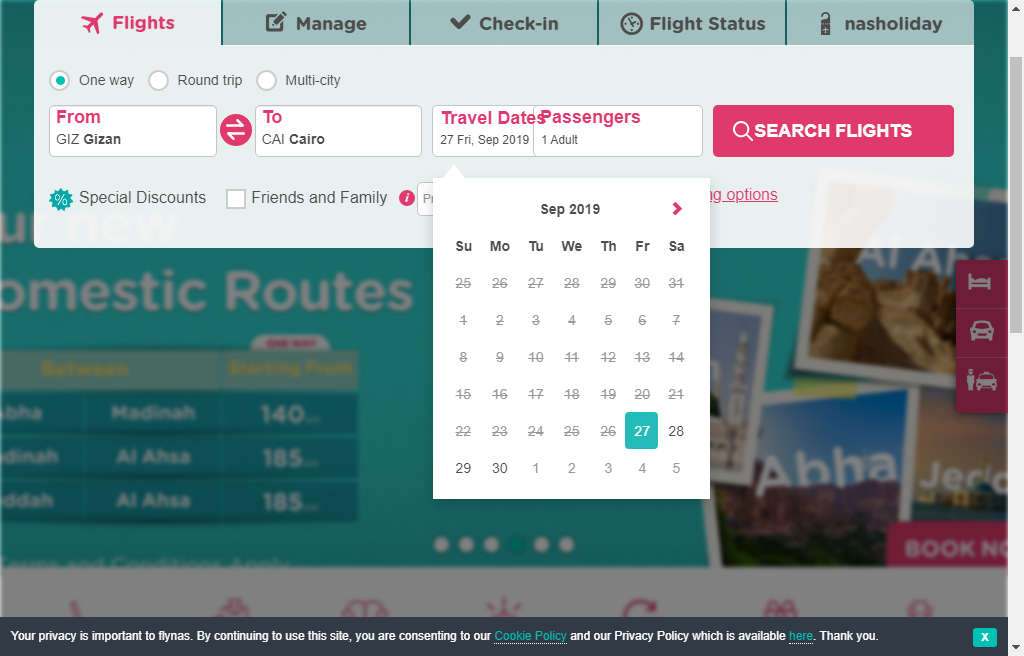 Flights
Manage
Check-in
Flight Status
nasholiday
One way
Round trip
Multi-city
From
GIZ Gizan
To
CAI Cairo
Travel Dates
27 Fri, Sep 2019
Passengers
1 Adult
SEARCH FLIGHTS
Special Discounts
Friends and Family
ng options
Sep 2019
Su Mo Tu We Th Fr Sa
25 26 27 28 29 30 31
1 2 3 4 5 6 7
8 9 10 11 12 13 14
15 16 17 18 19 20 21
22 23 24 25 26 27 28
29 30 1 2 3 4 5
ur new
omestic Routes
ONE WAY
Between Starting From
bha Madinah 140
dinah Al Ahsa 185
eddah Al Ahsa 185
Terms and Conditions Apply
Al Aha
Abha
Jed
BOOK NO
Your privacy is important to flynas. By continuing to use this site, you are consenting to our Cookie Policy and our Privacy Policy which is available here. Thank you.
X